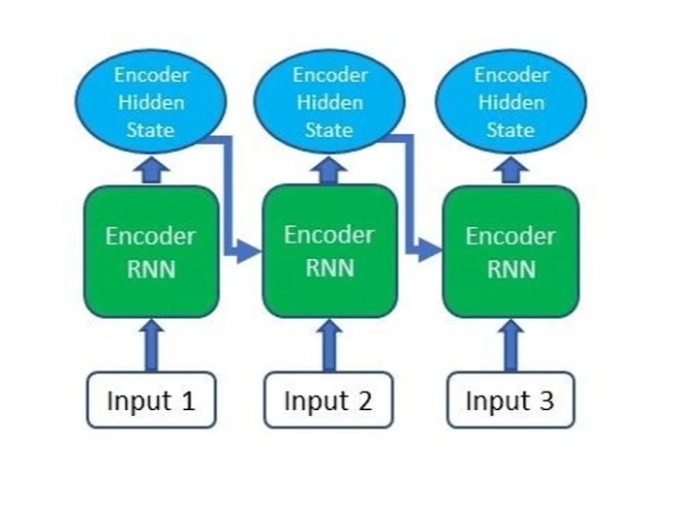 Encoder
Hidden
State
Encoder
Hidden
State
Encoder
Hidden
State
Encoder
RNN
Encoder
RNN
Encoder
RNN
Input 1
Input 2
Input 3